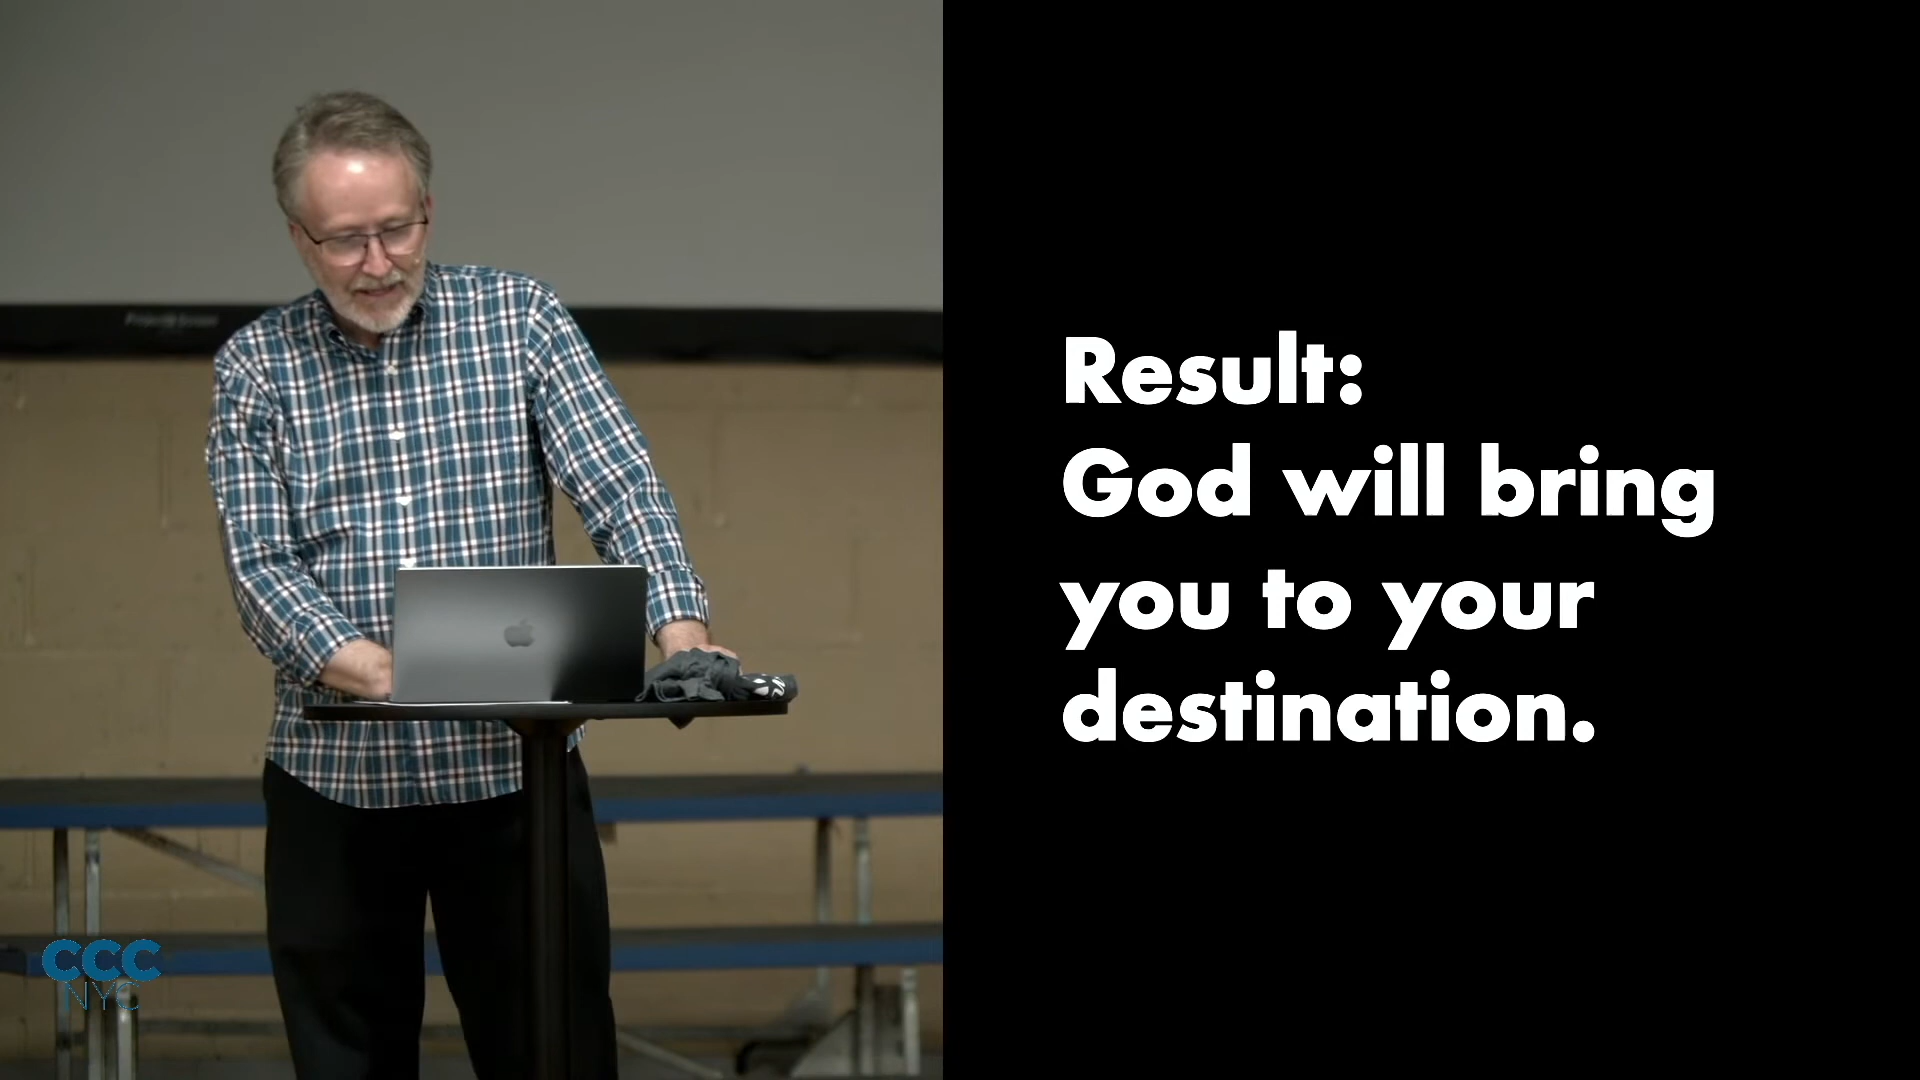 Result:
God will bring
you to your
destination.
CCC
NYC